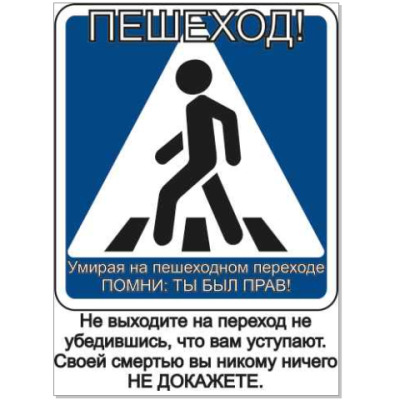 ПЕШЕХОД!
Умирая на пешеходном переходе
ПОМНИ: ТЫ БЫЛ ПРАВ!
Не выходите на переход не
убедившись, что вам уступают.
Своей смертью вы никому ничего
НЕ ДОКАЖЕТЕ.